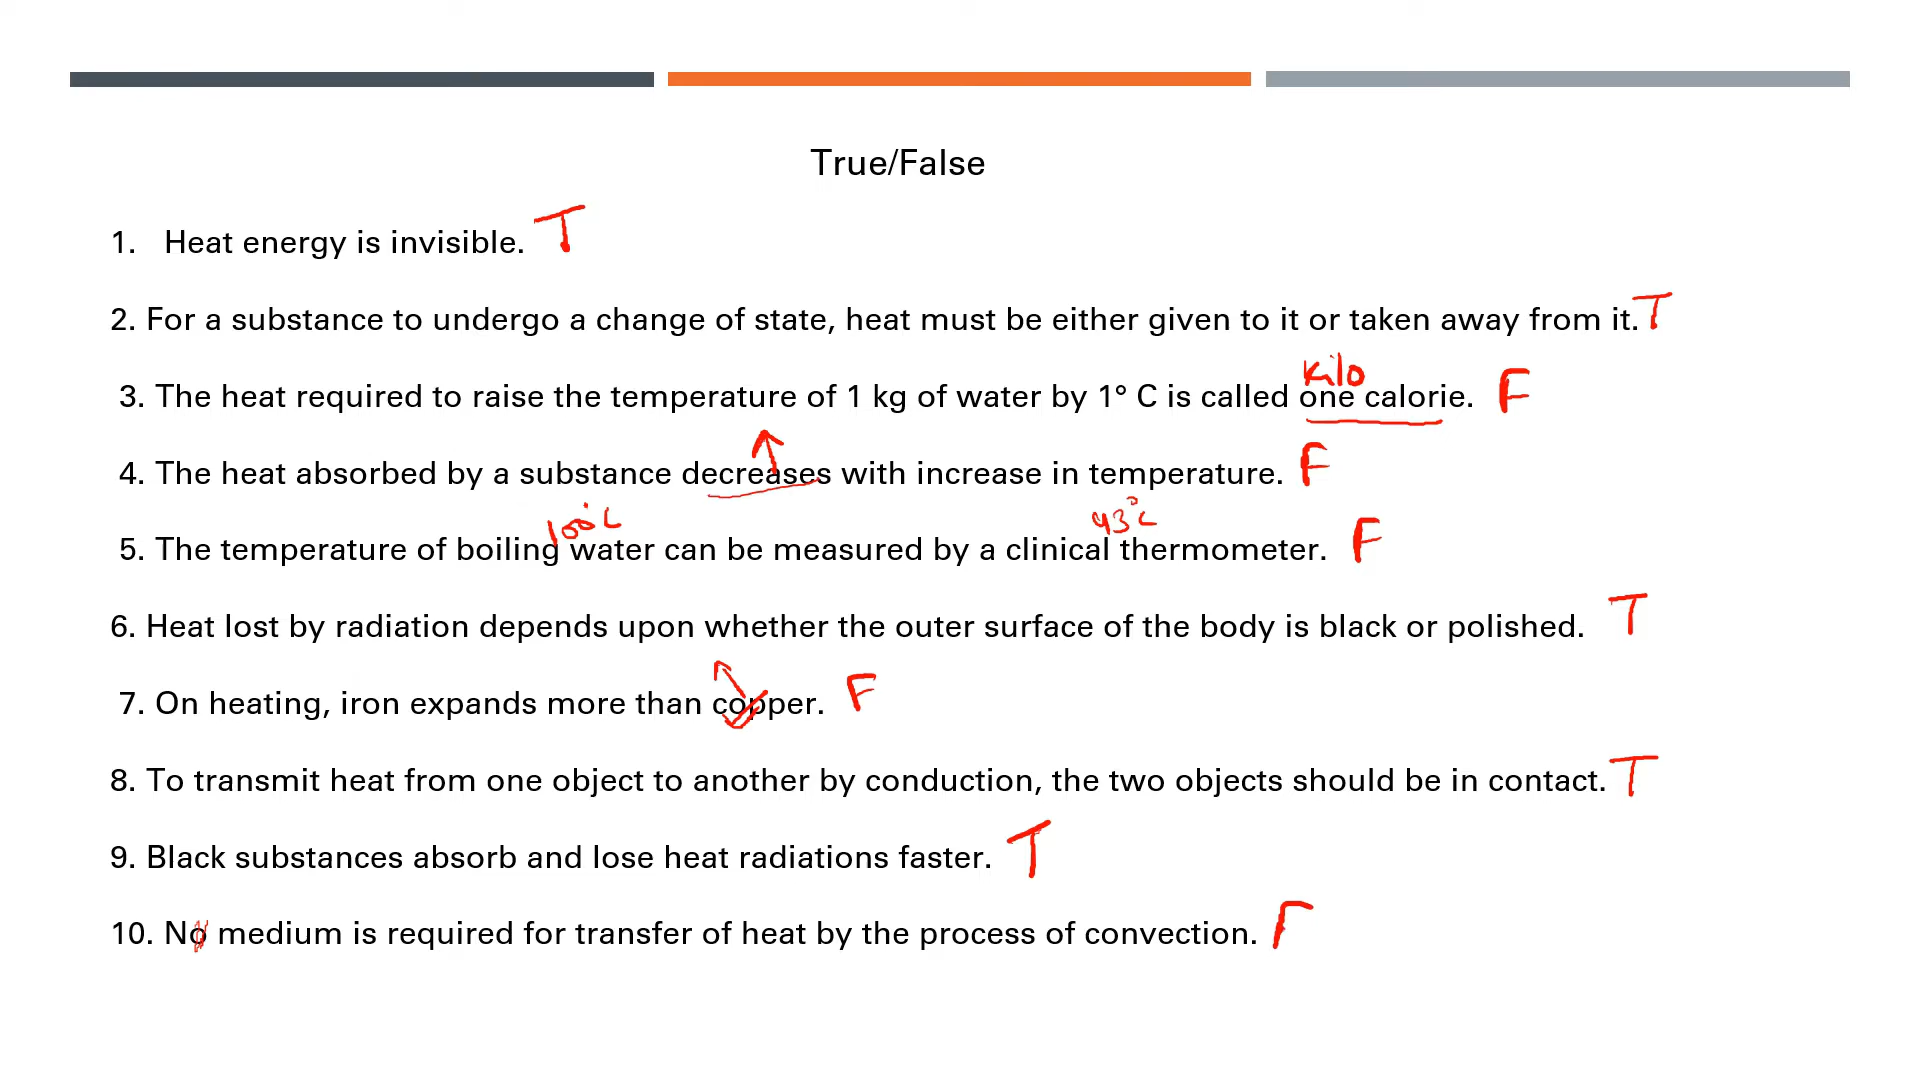 True/False
1. Heat energy is invisible. T
2. For a substance to undergo a change of state, heat must be either given to it or taken away from it. T
kilo
3. The heat required to raise the temperature of 1 kg of water by 1° C is called one calorie. F
4. The heat absorbed by a substance decreases with increase in temperature. F
100°C 43°C
5. The temperature of boiling water can be measured by a clinical thermometer. F
6. Heat lost by radiation depends upon whether the outer surface of the body is black or polished. T
7. On heating, iron expands more than copper. F
8. To transmit heat from one object to another by conduction, the two objects should be in contact. T
9. Black substances absorb and lose heat radiations faster. T
10. No medium is required for transfer of heat by the process of convection.